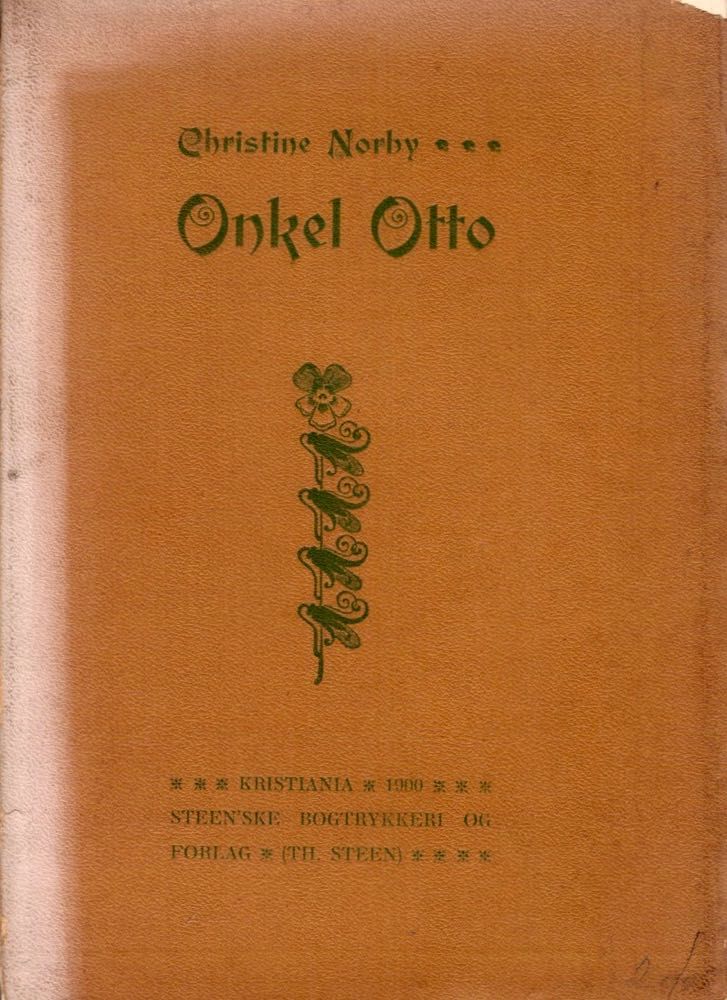 Christine Norby
Onkel Otto
* * * KRISTIANIA * 1900 * * *
STEEN'SKE BOGTRYKKERI OG
FORLAG * (TH. STEEN) * * * *